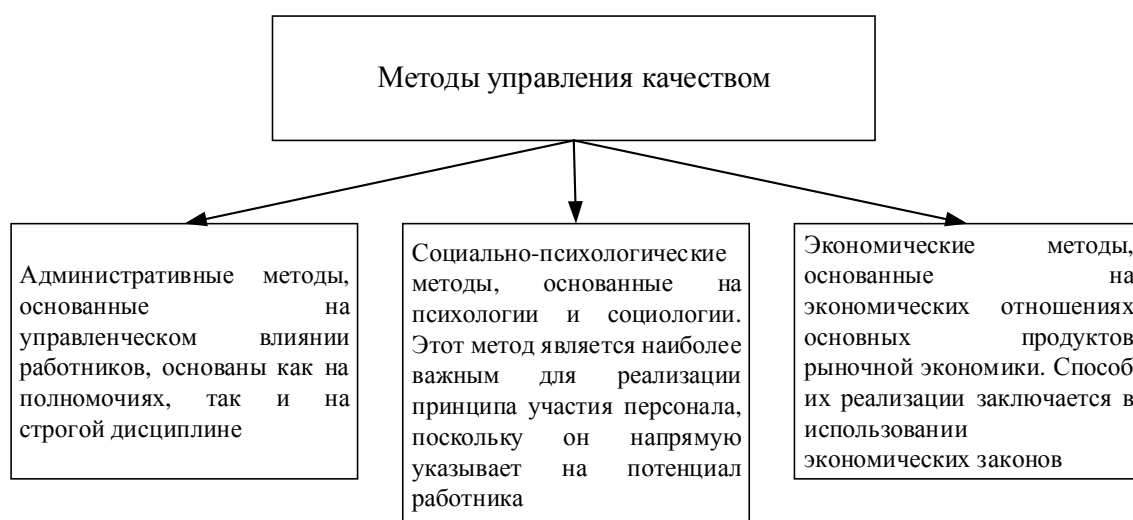 Методы управления качеством
Административные методы,
основанные на
управленческом влиянии
работников, основаны как на
полномочиях, так и на
строгой дисциплине
Социально-психологические
методы, основанные на
психологии и социологии.
Этот метод является наиболее
важным для реализации
принципа участия персонала,
поскольку он напрямую
указывает на потенциал
работника
Экономические методы,
основанные на
экономических отношениях
основных продуктов
рыночной экономики. Способ
их реализации заключается в
использовании
экономических законов